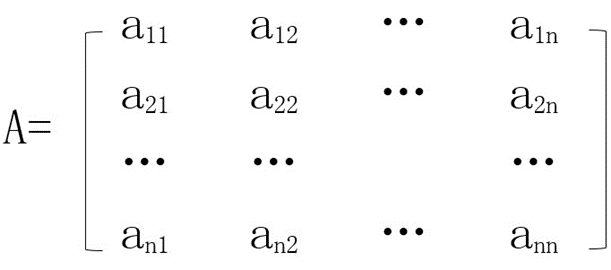 a₁₁ a₁₂ ··· a₁ₙ
a₂₁ a₂₂ ··· a₂ₙ
A=
··· ··· ···
aₙ₁ aₙ₂ ··· aₙₙ